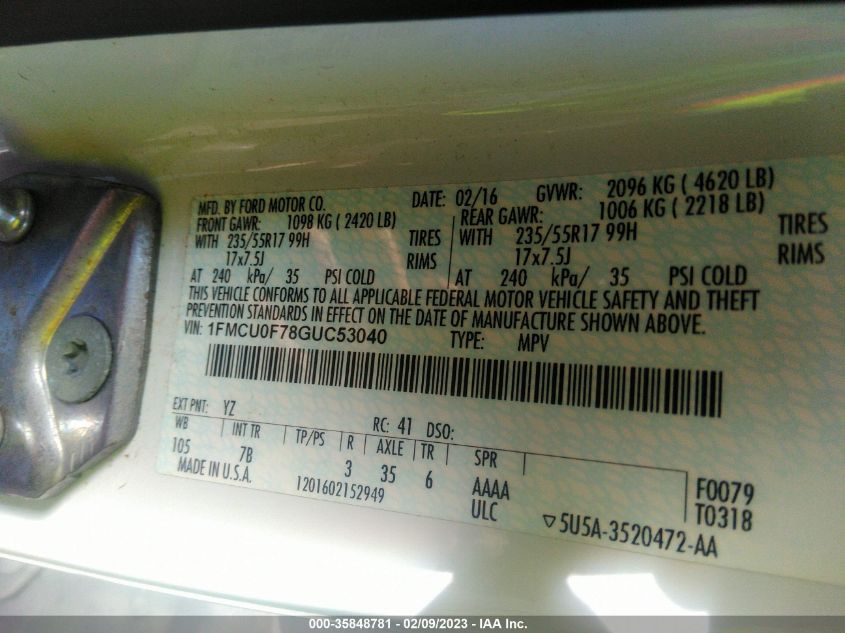 MFD. BY FORD MOTOR CO. DATE: 02/16 GVWR: 2096 KG ( 4620 LB)
FRONT GAWR: 1098 KG ( 2420 LB) REAR GAWR: 1006 KG ( 2218 LB)
WITH 235/55R17 99H TIRES WITH 235/55R17 99H TIRES
17x7.5J RIMS 17x7.5J RIMS
AT 240 kPa/ 35 PSI COLD AT 240 kPa/ 35 PSI COLD
THIS VEHICLE CONFORMS TO ALL APPLICABLE FEDERAL MOTOR VEHICLE SAFETY AND THEFT
PREVENTION STANDARDS IN EFFECT ON THE DATE OF MANUFACTURE SHOWN ABOVE.
VIN: 1FMCU0F78GUC53040 TYPE: MPV
EXT PNT: YZ RC: 41 DSO:
WB INT TR TP/PS R AXLE TR SPR
105 7B 3 35 6 AAAA F0079
MADE IN U.S.A. 1201602152949 ULC T0318
▽5U5A-3520472-AA
000-35848781 - 02/09/2023 - IAA Inc.